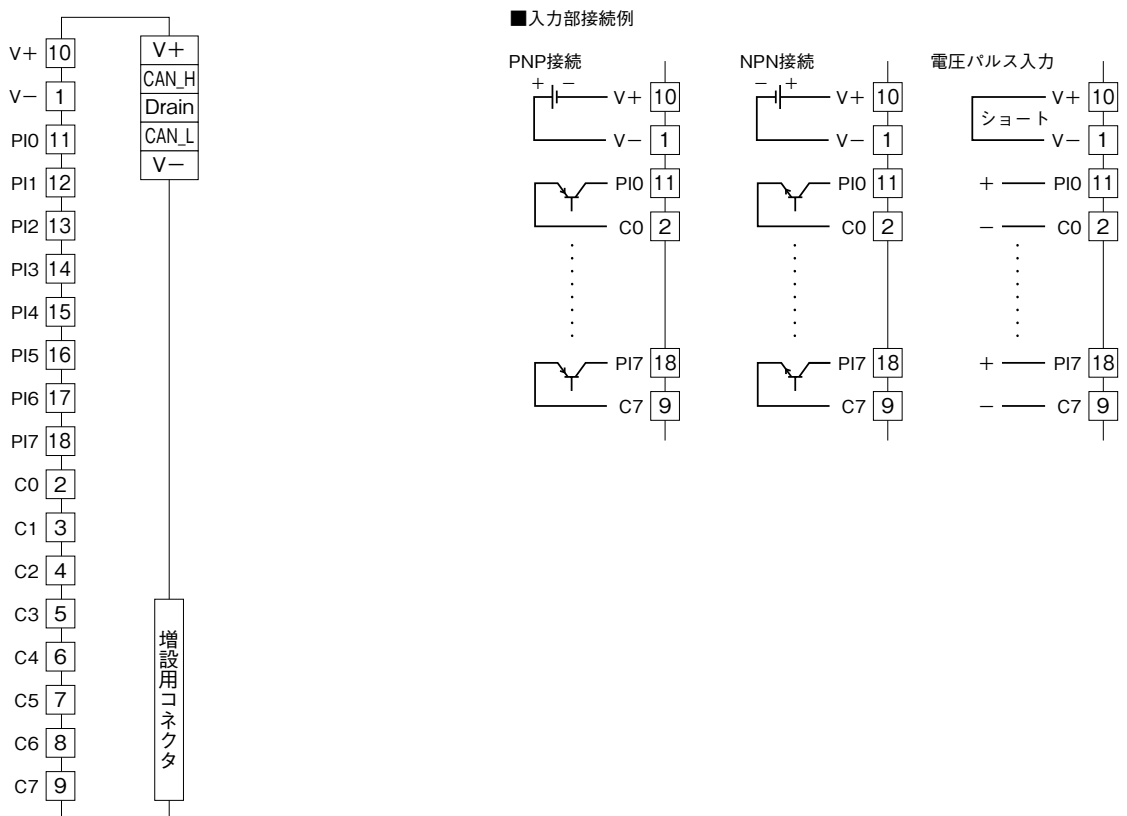 V+ 10
V− 1
PI0 11
PI1 12
PI2 13
PI3 14
PI4 15
PI5 16
PI6 17
PI7 18
C0 2
C1 3
C2 4
C3 5
C4 6
C5 7
C6 8
C7 9
V+
CAN_H
Drain
CAN_L
V−
増設用コネクタ
■入力部接続例
PNP接続
+ −
V+ 10
V− 1
PI0 11
C0 2
PI7 18
C7 9
NPN接続
− +
V+ 10
V− 1
PI0 11
C0 2
PI7 18
C7 9
電圧パルス入力
V+ 10
ショート
V− 1
+ PI0 11
− C0 2
+ PI7 18
− C7 9